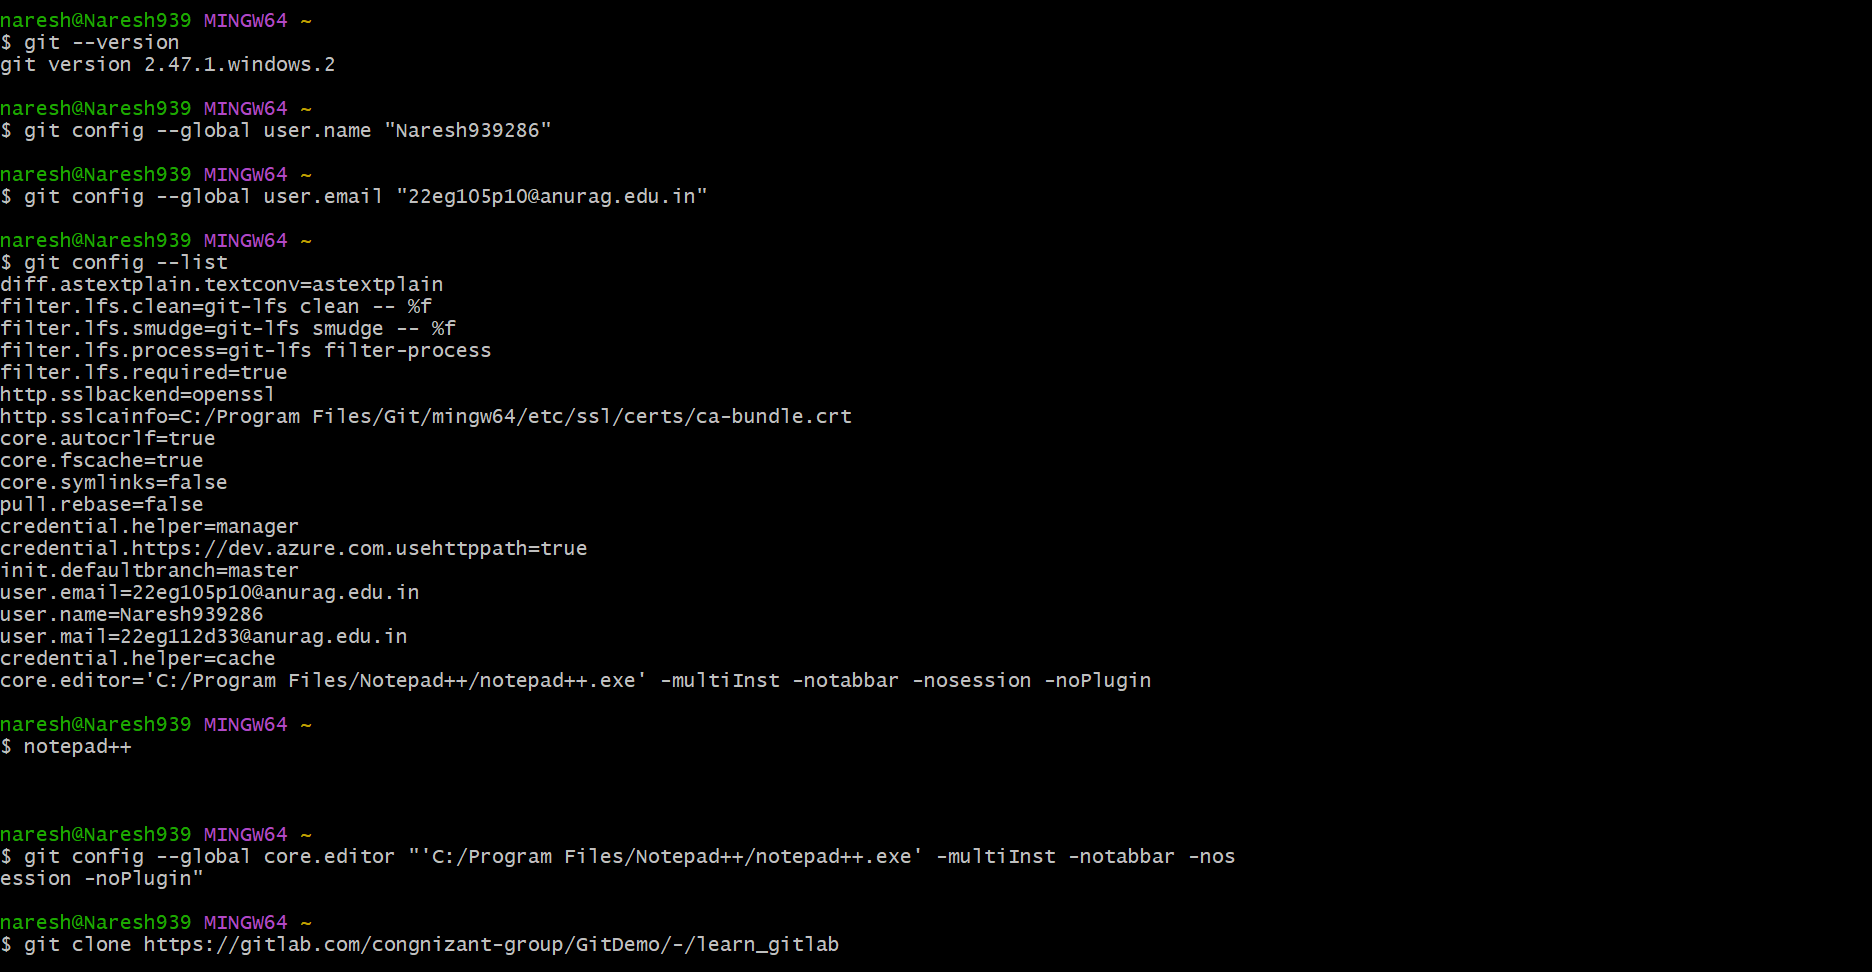 naresh@Naresh939 MINGW64 ~
$ git --version
git version 2.47.1.windows.2
naresh@Naresh939 MINGW64 ~
$ git config --global user.name "Naresh939286"
naresh@Naresh939 MINGW64 ~
$ git config --global user.email "22eg105p10@anurag.edu.in"
naresh@Naresh939 MINGW64 ~
$ git config --list
diff.astextplain.textconv=astextplain
filter.lfs.clean=git-lfs clean -- %f
filter.lfs.smudge=git-lfs smudge -- %f
filter.lfs.process=git-lfs filter-process
filter.lfs.required=true
http.sslbackend=openssl
http.sslcainfo=C:/Program Files/Git/mingw64/etc/ssl/certs/ca-bundle.crt
core.autocrlf=true
core.fscache=true
core.symlinks=false
pull.rebase=false
credential.helper=manager
credential.https://dev.azure.com.usehttppath=true
init.defaultbranch=master
user.email=22eg105p10@anurag.edu.in
user.name=Naresh939286
user.mail=22eg112d33@anurag.edu.in
credential.helper=cache
core.editor='C:/Program Files/Notepad++/notepad++.exe' -multiInst -notabbar -nosession -noPlugin
naresh@Naresh939 MINGW64 ~
$ notepad++
naresh@Naresh939 MINGW64 ~
$ git config --global core.editor "'C:/Program Files/Notepad++/notepad++.exe' -multiInst -notabbar -nos
ession -noPlugin"
naresh@Naresh939 MINGW64 ~
$ git clone https://gitlab.com/congnizant-group/GitDemo/-/learn_gitlab